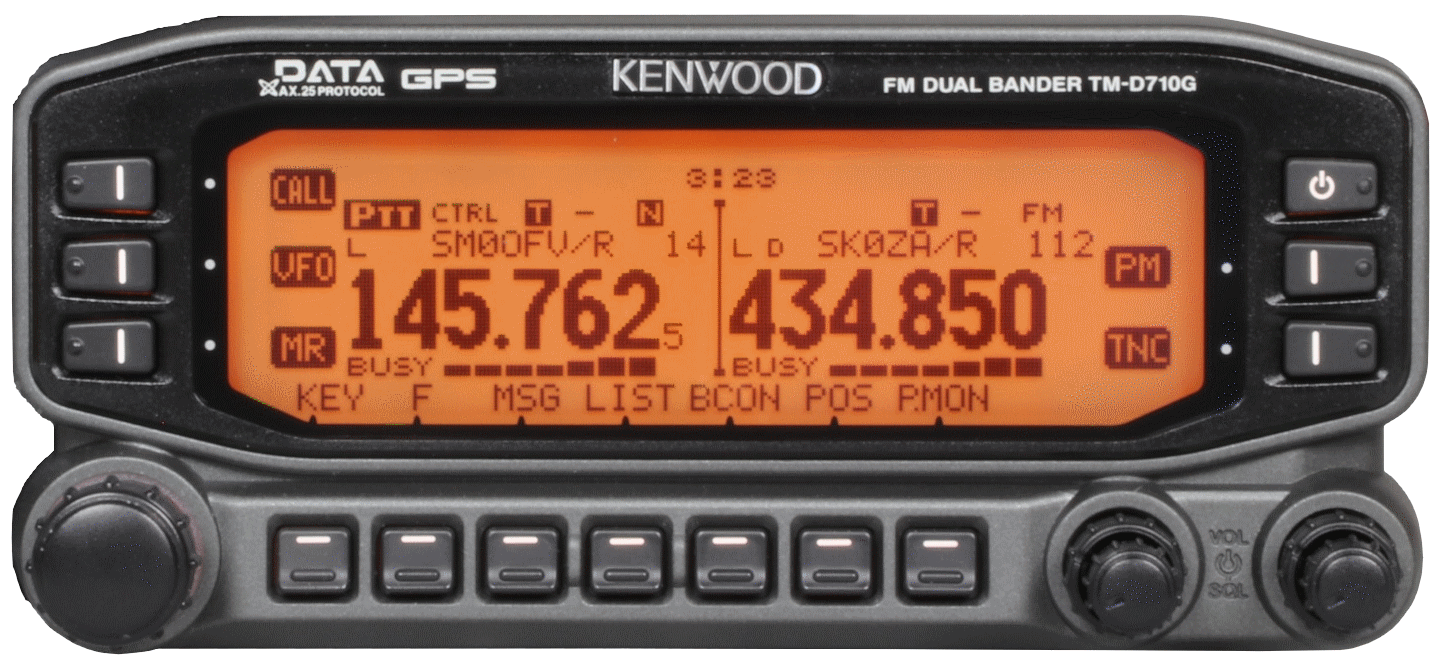 DATA GPS KENWOOD FM DUAL BANDER TM-D710G
AX.25 PROTOCOL
3:23
CALL PTT CTRL T – N T – FM
L SM0OFV/R 14 L D SK0ZA/R 112
VFO 145.7625 434.850 PM
MR BUSY BUSY TNC
KEY F MSG LIST BCON POS P.MON
VOL
SQL